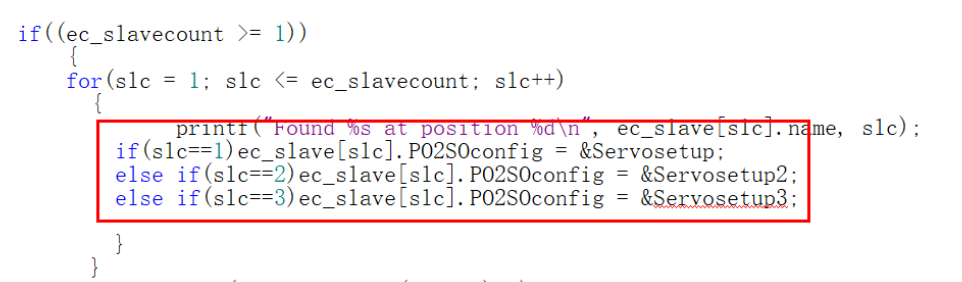 if((ec_slavecount >= 1))
{
for(slc = 1; slc <= ec_slavecount; slc++)
{
printf("Found %s at position %d\n", ec_slave[slc].name, slc);
if(slc==1)ec_slave[slc].PO2SOconfig = &Servosetup;
else if(slc==2)ec_slave[slc].PO2SOconfig = &Servosetup2;
else if(slc==3)ec_slave[slc].PO2SOconfig = &Servosetup3;
}
}